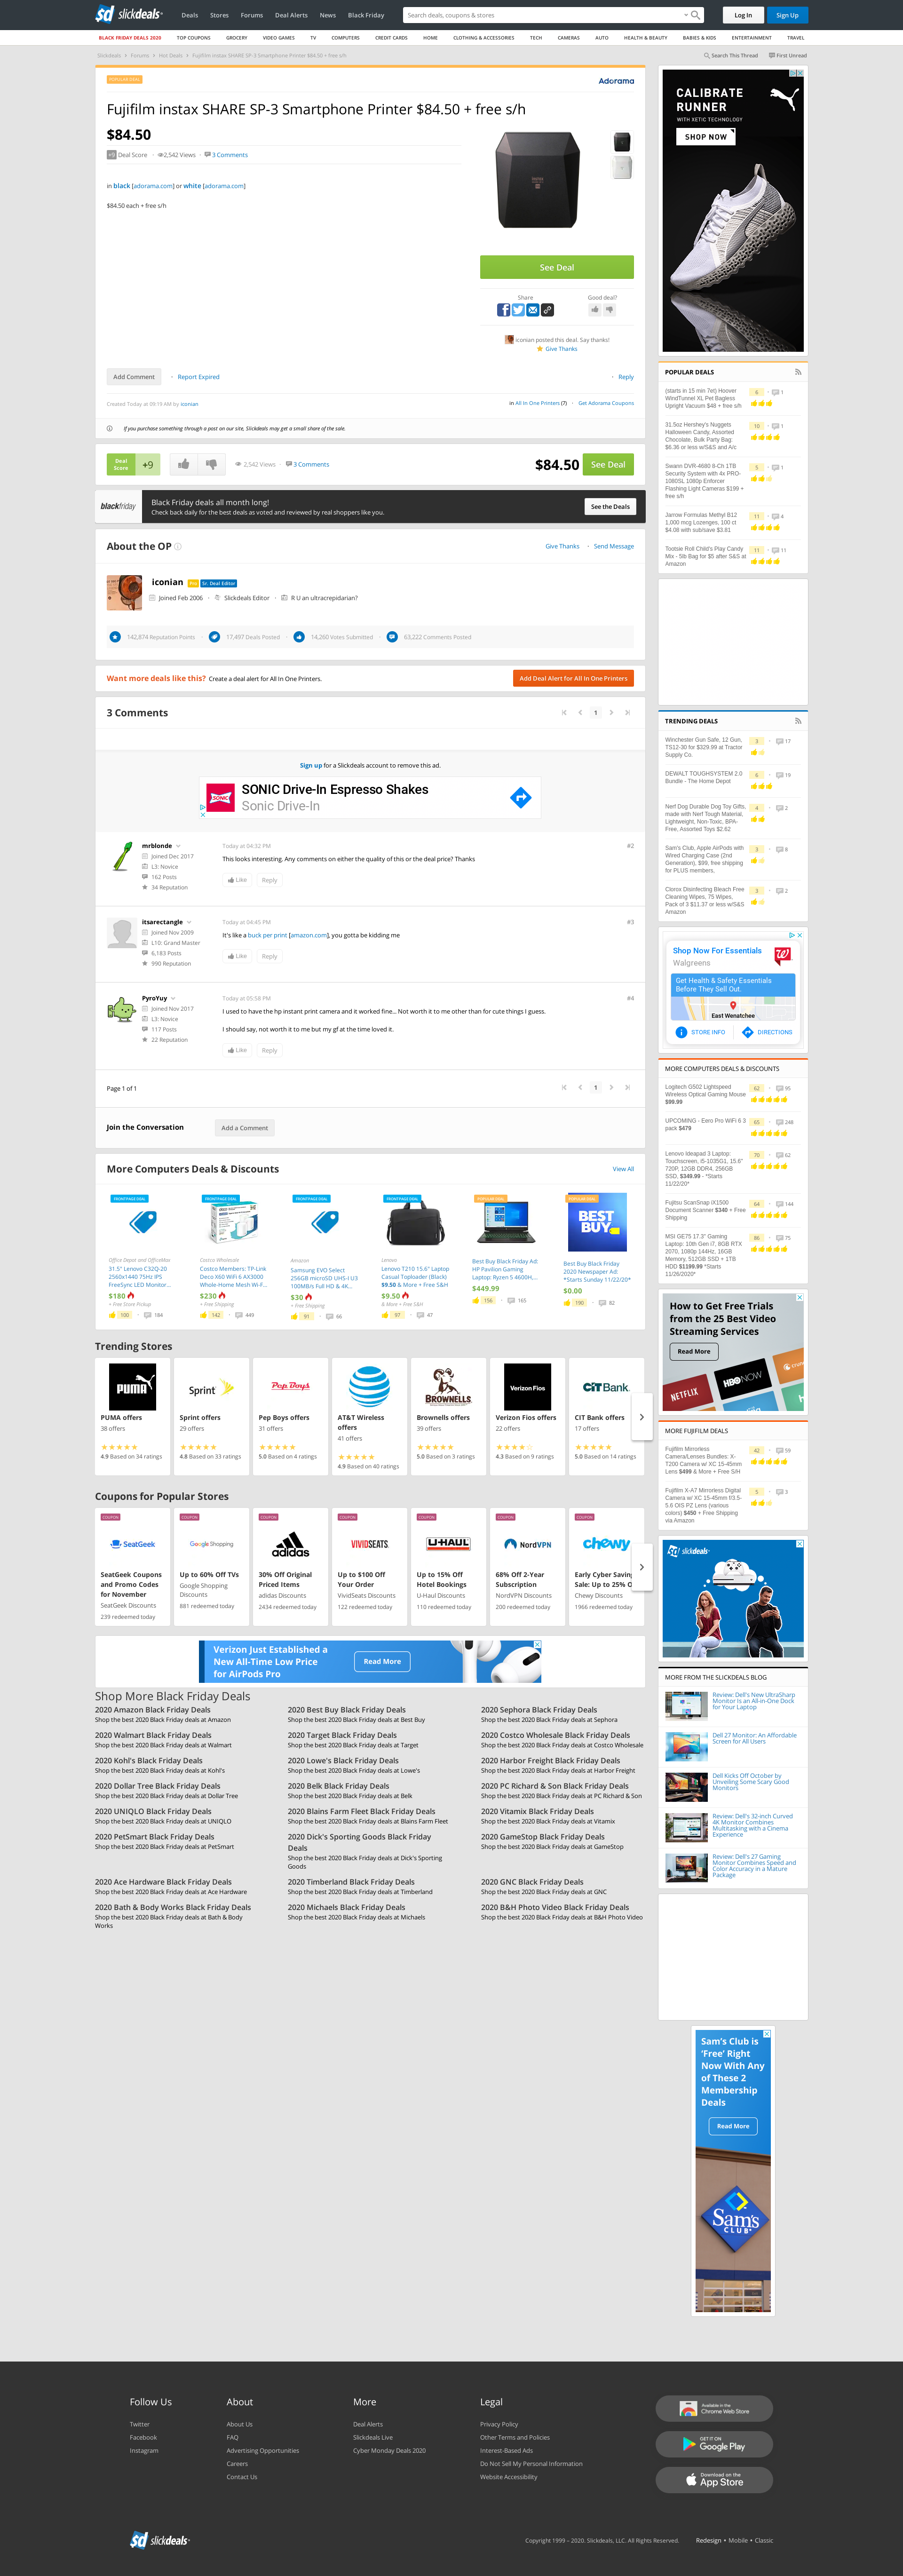 slickdeals
Deals
Stores
Forums
Deal Alerts
News
Black Friday
Search deals, coupons & stores
Log In
Sign Up
BLACK FRIDAY DEALS 2020
TOP COUPONS
GROCERY
VIDEO GAMES
TV
COMPUTERS
CREDIT CARDS
HOME
CLOTHING & ACCESSORIES
TECH
CAMERAS
AUTO
HEALTH & BEAUTY
BABIES & KIDS
ENTERTAINMENT
TRAVEL
Slickdeals > Forums > Hot Deals > Fujifilm instax SHARE SP-3 Smartphone Printer $84.50 + free s/h
Search This Thread
First Unread
POPULAR DEAL
Adorama
Fujifilm instax SHARE SP-3 Smartphone Printer $84.50 + free s/h
$84.50
+9 Deal Score
2,542 Views
3 Comments
in black [adorama.com] or white [adorama.com]
$84.50 each + free s/h
See Deal
Share
Good deal?
iconian posted this deal. Say thanks!
Give Thanks
Add Comment
Report Expired
Reply
Created Today at 09:19 AM by iconian
in All In One Printers (7)
Get Adorama Coupons
If you purchase something through a post on our site, Slickdeals may get a small share of the sale.
Deal Score
+9
2,542 Views
3 Comments
$84.50
See Deal
blackfriday
Black Friday deals all month long!
Check back daily for the best deals as voted and reviewed by real shoppers like you.
See the Deals
About the OP
Give Thanks
Send Message
iconian
Pro
Sr. Deal Editor
Joined Feb 2006
Slickdeals Editor
R U an ultracrepidarian?
142,874 Reputation Points
17,497 Deals Posted
14,260 Votes Submitted
63,222 Comments Posted
Want more deals like this? Create a deal alert for All In One Printers.
Add Deal Alert for All In One Printers
3 Comments
1
Sign up for a Slickdeals account to remove this ad.
SONIC
SONIC Drive-In Espresso Shakes
Sonic Drive-In
mrblonde
Joined Dec 2017
L3: Novice
162 Posts
34 Reputation
Today at 04:32 PM
#2
This looks interesting. Any comments on either the quality of this or the deal price? Thanks
Like
Reply
itsarectangle
Joined Nov 2009
L10: Grand Master
6,183 Posts
990 Reputation
Today at 04:45 PM
#3
It's like a buck per print [amazon.com], you gotta be kidding me
Like
Reply
PyroYuy
Joined Nov 2017
L3: Novice
117 Posts
22 Reputation
Today at 05:58 PM
#4
I used to have the hp instant print camera and it worked fine... Not worth it to me other than for cute things I guess.
I should say, not worth it to me but my gf at the time loved it.
Like
Reply
Page 1 of 1
1
Join the Conversation
Add a Comment
More Computers Deals & Discounts
View All
FRONTPAGE DEAL
Office Depot and OfficeMax
31.5" Lenovo C32Q-20 2560x1440 75Hz IPS FreeSync LED Monitor...
$180
+ Free Store Pickup
100
184
FRONTPAGE DEAL
Costco Wholesale
Costco Members: TP-Link Deco X60 WiFi 6 AX3000 Whole-Home Mesh Wi-F...
$230
+ Free Shipping
142
449
FRONTPAGE DEAL
Amazon
Samsung EVO Select 256GB microSD UHS-I U3 100MB/s Full HD & 4K...
$30
+ Free Shipping
91
66
FRONTPAGE DEAL
Lenovo
Lenovo T210 15.6" Laptop Casual Toploader (Black) $9.50 & More + Free S&H
$9.50
& More + Free S&H
97
47
POPULAR DEAL
Best Buy Black Friday Ad: HP Pavilion Gaming Laptop: Ryzen 5 4600H,...
$449.99
156
165
POPULAR DEAL
BEST BUY
Best Buy Black Friday 2020 Newspaper Ad: *Starts Sunday 11/22/20*
$0.00
190
82
Trending Stores
PUMA
PUMA offers
38 offers
4.9 Based on 34 ratings
Sprint
Sprint offers
29 offers
4.8 Based on 33 ratings
Pep Boys
Pep Boys offers
31 offers
5.0 Based on 4 ratings
AT&T Wireless offers
41 offers
4.9 Based on 40 ratings
BROWNELLS
Brownells offers
39 offers
5.0 Based on 3 ratings
Verizon Fios
Verizon Fios offers
22 offers
4.3 Based on 9 ratings
CIT BANK
CIT Bank offers
17 offers
5.0 Based on 14 ratings
Coupons for Popular Stores
COUPON
SeatGeek
SeatGeek Coupons and Promo Codes for November
SeatGeek Discounts
239 redeemed today
COUPON
Google Shopping
Up to 60% Off TVs
Google Shopping Discounts
881 redeemed today
COUPON
adidas
30% Off Original Priced Items
adidas Discounts
2434 redeemed today
COUPON
VIVID SEATS
Up to $100 Off Your Order
VividSeats Discounts
122 redeemed today
COUPON
U-HAUL
Up to 15% Off Hotel Bookings
U-Haul Discounts
110 redeemed today
COUPON
NordVPN
68% Off 2-Year Subscription
NordVPN Discounts
200 redeemed today
COUPON
chewy
Early Cyber Saving Sale: Up to 25% O
Chewy Discounts
1966 redeemed today
Verizon Just Established a New All-Time Low Price for AirPods Pro
Read More
Shop More Black Friday Deals
2020 Amazon Black Friday Deals
Shop the best 2020 Black Friday deals at Amazon
2020 Best Buy Black Friday Deals
Shop the best 2020 Black Friday deals at Best Buy
2020 Sephora Black Friday Deals
Shop the best 2020 Black Friday deals at Sephora
2020 Walmart Black Friday Deals
Shop the best 2020 Black Friday deals at Walmart
2020 Target Black Friday Deals
Shop the best 2020 Black Friday deals at Target
2020 Costco Wholesale Black Friday Deals
Shop the best 2020 Black Friday deals at Costco Wholesale
2020 Kohl's Black Friday Deals
Shop the best 2020 Black Friday deals at Kohl's
2020 Lowe's Black Friday Deals
Shop the best 2020 Black Friday deals at Lowe's
2020 Harbor Freight Black Friday Deals
Shop the best 2020 Black Friday deals at Harbor Freight
2020 Dollar Tree Black Friday Deals
Shop the best 2020 Black Friday deals at Dollar Tree
2020 Belk Black Friday Deals
Shop the best 2020 Black Friday deals at Belk
2020 PC Richard & Son Black Friday Deals
Shop the best 2020 Black Friday deals at PC Richard & Son
2020 UNIQLO Black Friday Deals
Shop the best 2020 Black Friday deals at UNIQLO
2020 Blains Farm Fleet Black Friday Deals
Shop the best 2020 Black Friday deals at Blains Farm Fleet
2020 Vitamix Black Friday Deals
Shop the best 2020 Black Friday deals at Vitamix
2020 PetSmart Black Friday Deals
Shop the best 2020 Black Friday deals at PetSmart
2020 Dick's Sporting Goods Black Friday Deals
Shop the best 2020 Black Friday deals at Dick's Sporting Goods
2020 GameStop Black Friday Deals
Shop the best 2020 Black Friday deals at GameStop
2020 Ace Hardware Black Friday Deals
Shop the best 2020 Black Friday deals at Ace Hardware
2020 Timberland Black Friday Deals
Shop the best 2020 Black Friday deals at Timberland
2020 GNC Black Friday Deals
Shop the best 2020 Black Friday deals at GNC
2020 Bath & Body Works Black Friday Deals
Shop the best 2020 Black Friday deals at Bath & Body Works
2020 Michaels Black Friday Deals
Shop the best 2020 Black Friday deals at Michaels
2020 B&H Photo Video Black Friday Deals
Shop the best 2020 Black Friday deals at B&H Photo Video
CALIBRATE RUNNER
WITH XETIC TECHNOLOGY
SHOP NOW
POPULAR DEALS
(starts in 15 min 7et) Hoover WindTunnel XL Pet Bagless Upright Vacuum $48 + free s/h
6
1
31.5oz Hershey's Nuggets Halloween Candy, Assorted Chocolate, Bulk Party Bag: $6.36 or less w/S&S and A/c
10
1
Swann DVR-4680 8-Ch 1TB Security System with 4x PRO-1080SL 1080p Enforcer Flashing Light Cameras $199 + free s/h
5
1
Jarrow Formulas Methyl B12 1,000 mcg Lozenges, 100 ct $4.08 with sub/save $3.81
11
4
Tootsie Roll Child's Play Candy Mix - 5lb Bag for $5 after S&S at Amazon
11
11
TRENDING DEALS
Winchester Gun Safe, 12 Gun, TS12-30 for $329.99 at Tractor Supply Co.
3
17
DEWALT TOUGHSYSTEM 2.0 Bundle - The Home Depot
6
19
Nerf Dog Durable Dog Toy Gifts, made with Nerf Tough Material, Lightweight, Non-Toxic, BPA-Free, Assorted Toys $2.62
4
2
Sam's Club, Apple AirPods with Wired Charging Case (2nd Generation), $99, free shipping for PLUS members,
3
8
Clorox Disinfecting Bleach Free Cleaning Wipes, 75 Wipes, Pack of 3 $11.37 or less w/S&S Amazon
3
2
Shop Now For Essentials
Walgreens
Get Health & Safety Essentials Before They Sell Out.
East Wenatchee
STORE INFO
DIRECTIONS
MORE COMPUTERS DEALS & DISCOUNTS
Logitech G502 Lightspeed Wireless Optical Gaming Mouse $99.99
62
95
UPCOMING - Eero Pro WiFi 6 3 pack $479
65
248
Lenovo Ideapad 3 Laptop: Touchscreen, i5-1035G1, 15.6" 720P, 12GB DDR4, 256GB SSD, $349.99 - *Starts 11/22/20*
70
62
Fujitsu ScanSnap iX1500 Document Scanner $340 + Free Shipping
64
144
MSI GE75 17.3" Gaming Laptop: 10th Gen i7, 8GB RTX 2070, 1080p 144Hz, 16GB Memory, 512GB SSD + 1TB HDD $1199.99 *Starts 11/26/2020*
86
75
How to Get Free Trials from the 25 Best Video Streaming Services
Read More
NETFLIX
HBO NOW
MORE FUJIFILM DEALS
Fujifilm Mirrorless Camera/Lenses Bundles: X-T200 Camera w/ XC 15-45mm Lens $499 & More + Free S/H
42
59
Fujifilm X-A7 Mirrorless Digital Camera w/ XC 15-45mm f/3.5-5.6 OIS PZ Lens (various colors) $450 + Free Shipping via Amazon
5
3
slickdeals
MORE FROM THE SLICKDEALS BLOG
Review: Dell's New UltraSharp Monitor Is an All-in-One Dock for Your Laptop
Dell 27 Monitor: An Affordable Screen for All Users
Dell Kicks Off October by Unveiling Some Scary Good Monitors
Review: Dell's 32-inch Curved 4K Monitor Combines Multitasking with a Cinema Experience
Review: Dell's 27 Gaming Monitor Combines Speed and Color Accuracy in a Mature Package
Sam's Club is 'Free' Right Now With Any of These 2 Membership Deals
Read More
Sam's CLUB
Follow Us
Twitter
Facebook
Instagram
About
About Us
FAQ
Advertising Opportunities
Careers
Contact Us
More
Deal Alerts
Slickdeals Live
Cyber Monday Deals 2020
Legal
Privacy Policy
Other Terms and Policies
Interest-Based Ads
Do Not Sell My Personal Information
Website Accessibility
Available in the Chrome Web Store
GET IT ON Google Play
Download on the App Store
slickdeals
Copyright 1999 – 2020. Slickdeals, LLC. All Rights Reserved.
Redesign • Mobile • Classic